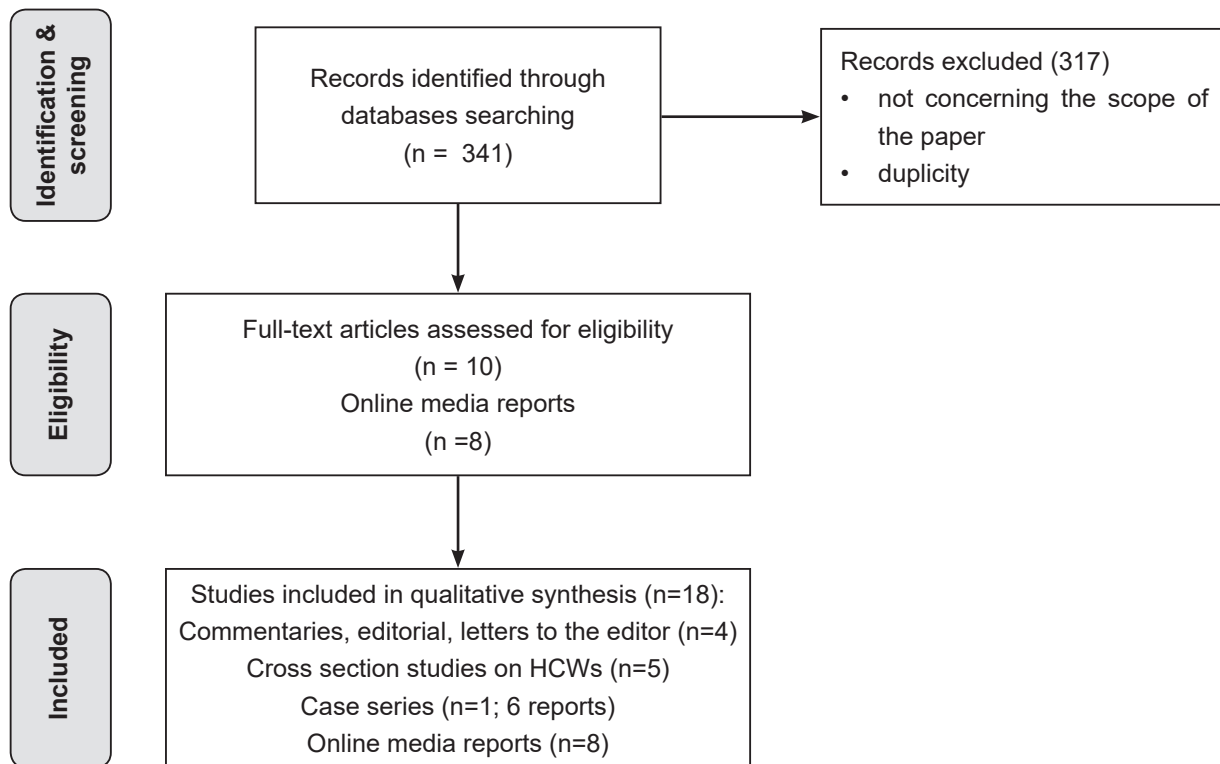 Identification &
screening
Records identified through
databases searching
(n = 341)
Records excluded (317)
• not concerning the scope of
the paper
• duplicity
Eligibility
Full-text articles assessed for eligibility
(n = 10)
Online media reports
(n =8)
Included
Studies included in qualitative synthesis (n=18):
Commentaries, editorial, letters to the editor (n=4)
Cross section studies on HCWs (n=5)
Case series (n=1; 6 reports)
Online media reports (n=8)